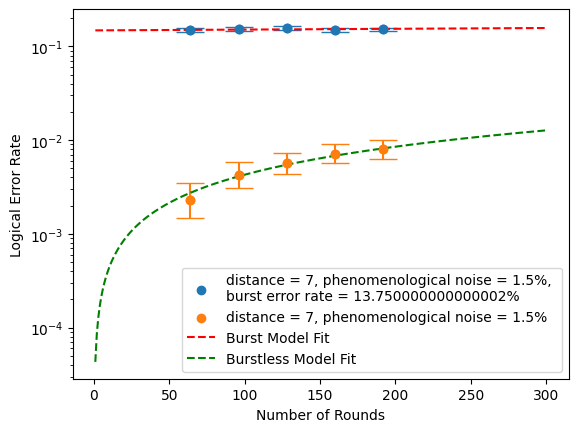 Logical Error Rate
10⁻¹
10⁻²
10⁻³
10⁻⁴
distance = 7, phenomenological noise = 1.5%,
burst error rate = 13.750000000000002%
distance = 7, phenomenological noise = 1.5%
Burst Model Fit
Burstless Model Fit
0 50 100 150 200 250 300
Number of Rounds